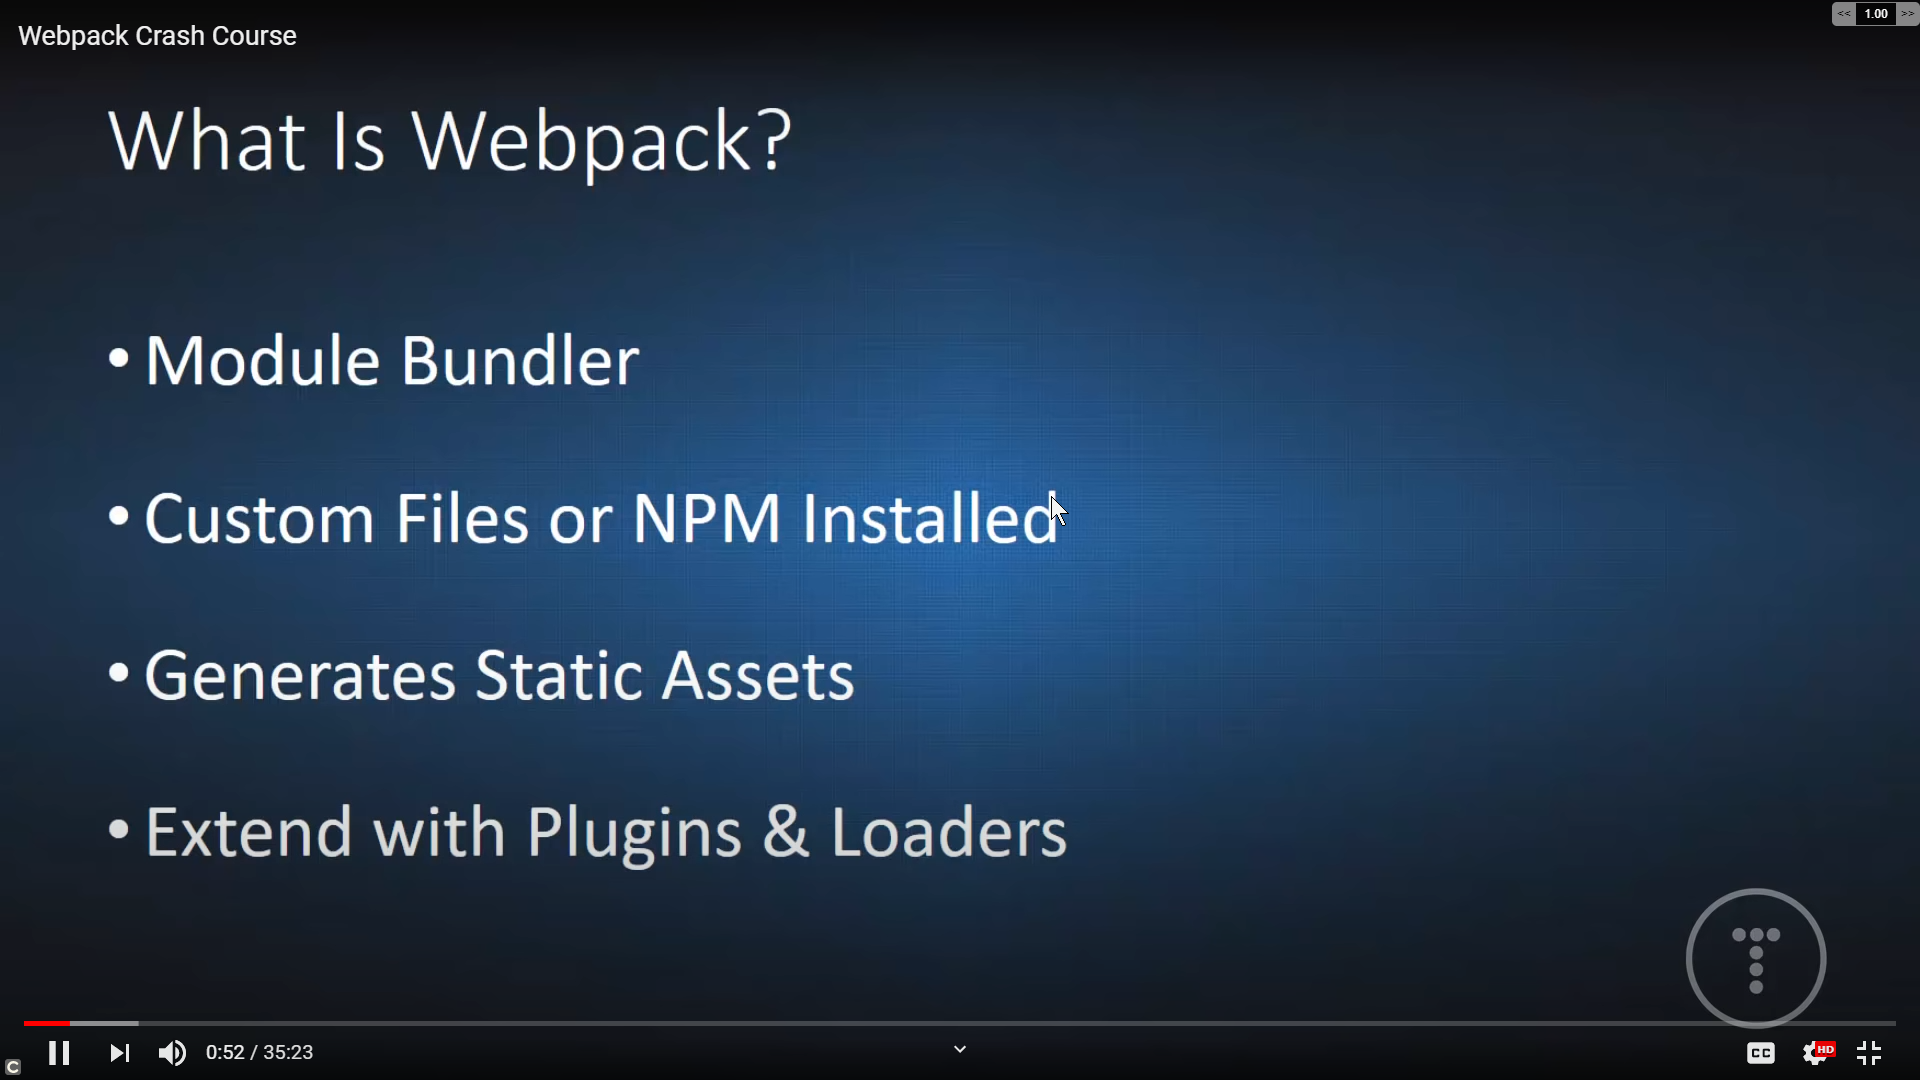 Webpack Crash Course
<< 1.00 >>
What Is Webpack?
• Module Bundler
• Custom Files or NPM Installed
• Generates Static Assets
• Extend with Plugins & Loaders
T
0:52 / 35:23
CC
HD
C